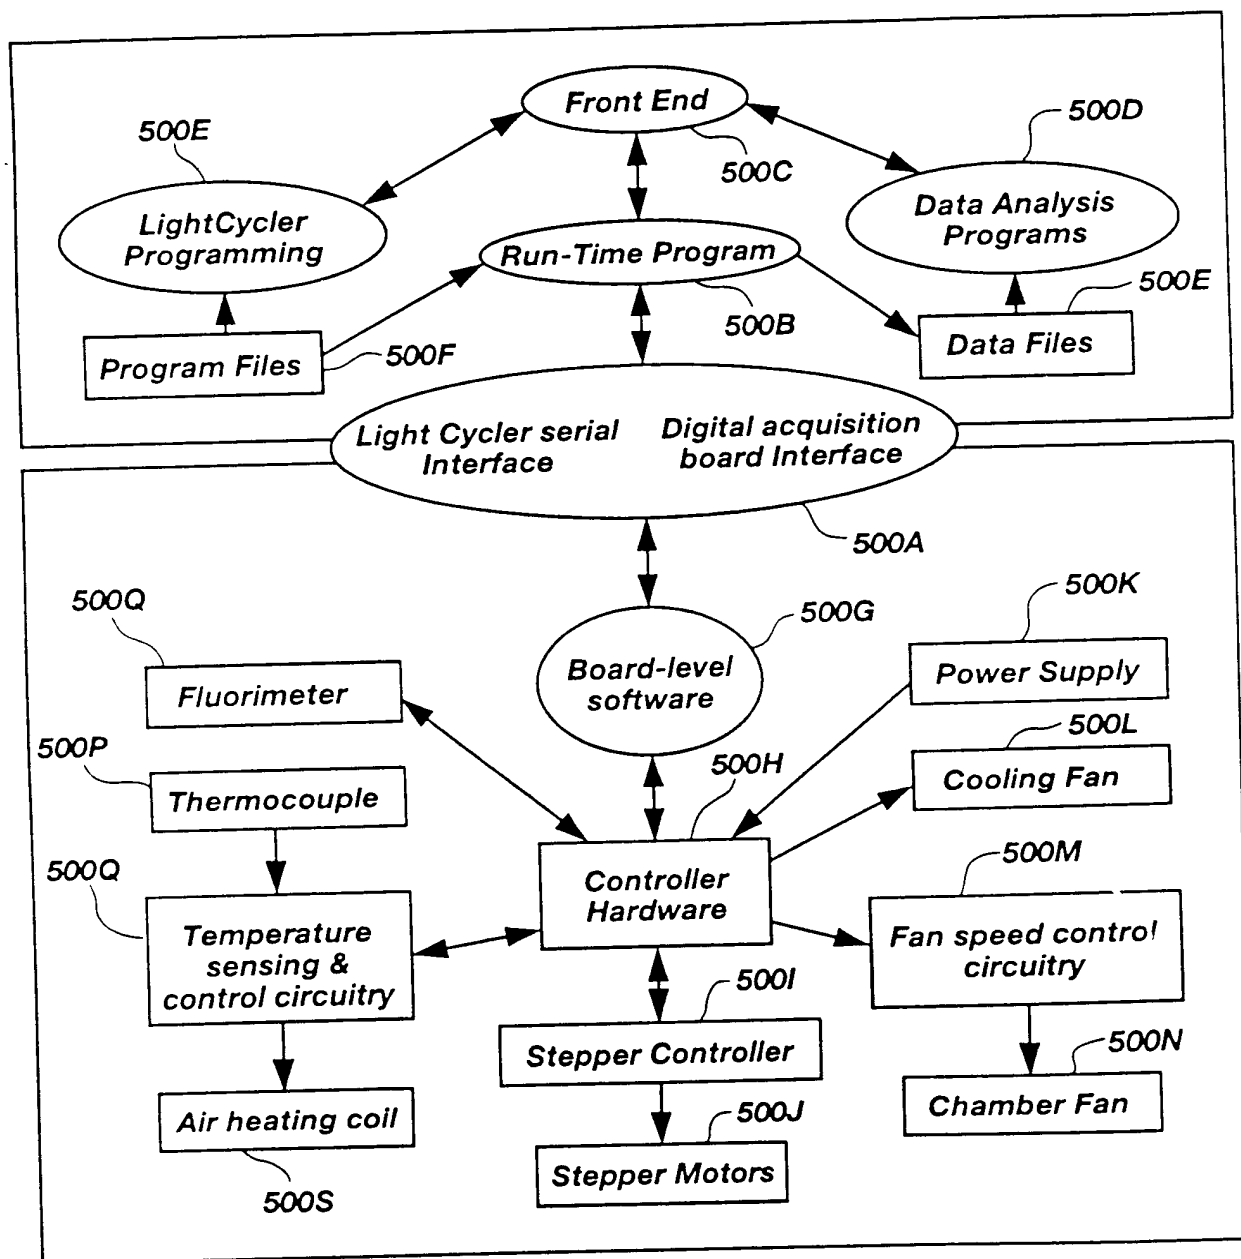 Front End
500C
500E
LightCycler
Programming
500D
Data Analysis
Programs
Run-Time Program
500B
500E
Data Files
Program Files
500F
Light Cycler serial
Interface
Digital acquisition
board Interface
500A
500Q
Fluorimeter
500G
Board-level
software
500K
Power Supply
500P
Thermocouple
500H
500L
Cooling Fan
500Q
Temperature
sensing &
control circuitry
Controller
Hardware
500M
Fan speed control
circuitry
500I
Stepper Controller
500N
Chamber Fan
Air heating coil
500S
500J
Stepper Motors